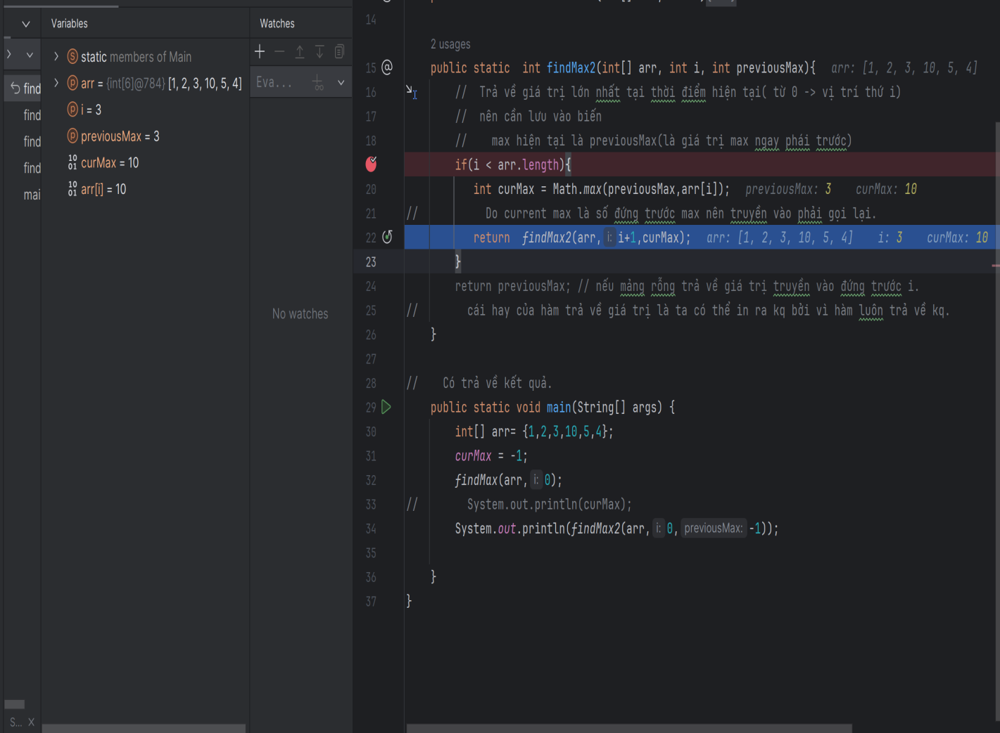 Variables
Watches
static members of Main
arr = {int[6]@784} [1, 2, 3, 10, 5, 4]
i = 3
previousMax = 3
curMax = 10
arr[i] = 10
find
find
find
find
mai
Eva...
No watches
S... X
14
2 usages
15 @ public static  int findMax2(int[] arr, int i, int previousMax){  arr: [1, 2, 3, 10, 5, 4]
16 //  Trả về giá trị lớn nhất tại thời điểm hiện tại( từ 0 -> vị trí thứ i)
17 //  nên cần lưu vào biến
18 //    max hiện tại là previousMax(là giá trị max ngay phái trước)
if(i < arr.length){
20 int curMax = Math.max(previousMax,arr[i]);  previousMax: 3    curMax: 10
21 //           Do current max là số đứng trước max nên truyền vào phải gọi lại.
22 return  findMax2(arr, i: i+1,curMax);  arr: [1, 2, 3, 10, 5, 4]    i: 3    curMax: 10
23 }
24 return previousMax; // nếu mảng rỗng trả về giá trị truyền vào đứng trước i.
25 //        cái hay của hàm trả về giá trị là ta có thể in ra kq bởi vì hàm luôn trả về kq.
26 }
27
28 //    Có trả về kết quả.
29 public static void main(String[] args) {
30 int[] arr= {1,2,3,10,5,4};
31 curMax = -1;
32 findMax(arr, i: 0);
33 //        System.out.println(curMax);
34 System.out.println(findMax2(arr, i: 0, previousMax: -1));
35
36 }
37 }